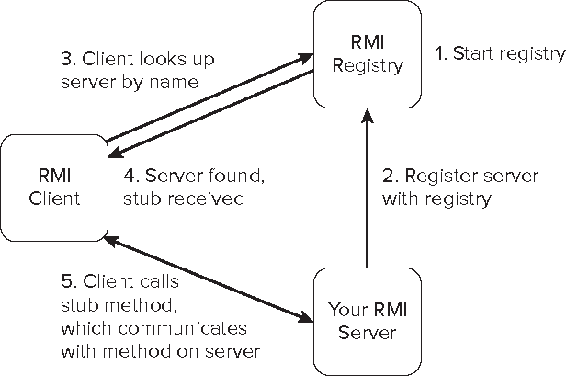 RMI
Registry
1. Start registry
3. Client looks up
server by name
RMI
Client
4. Server found,
stub received
2. Register server
with registry
5. Client calls
stub method,
which communicates
with method on server
Your RMI
Server